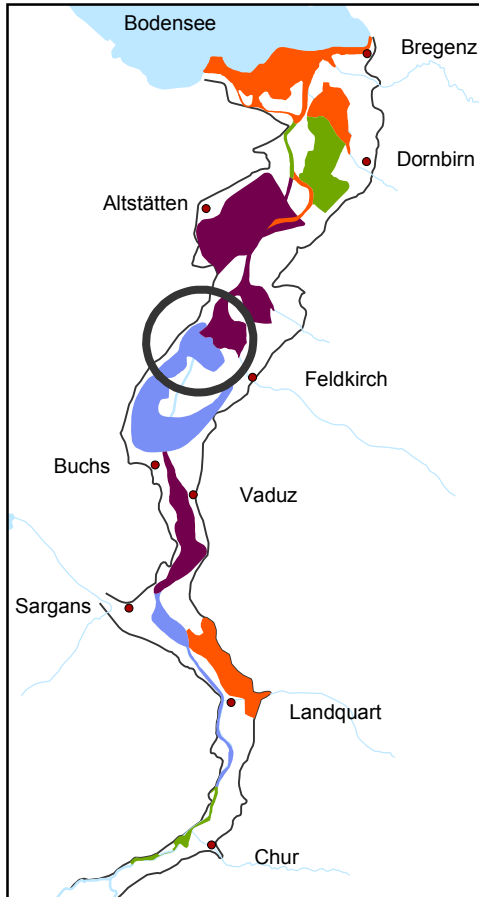 Bodensee
Bregenz
Dornbirn
Altstätten
Feldkirch
Buchs
Vaduz
Sargans
Landquart
Chur